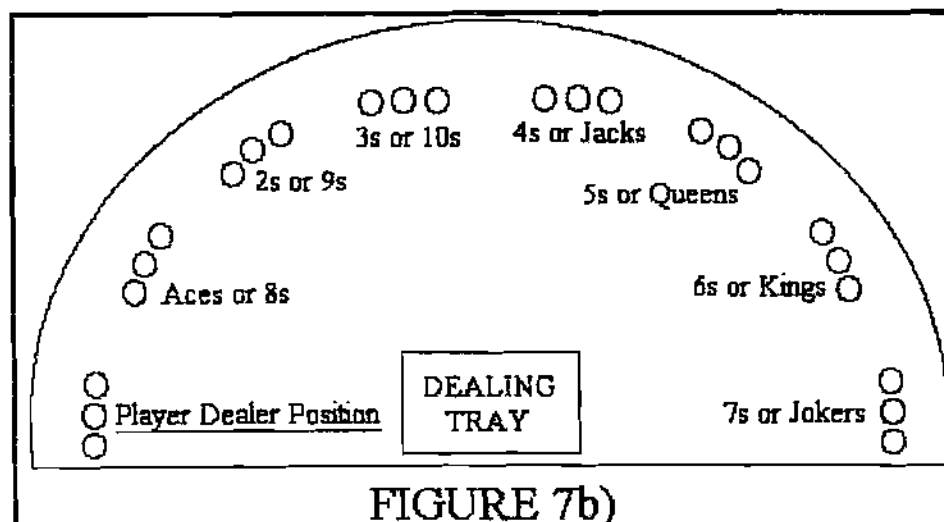 3s or 10s
4s or Jacks
2s or 9s
5s or Queens
Aces or 8s
6s or Kings
Player Dealer Position
DEALING
TRAY
7s or Jokers
FIGURE 7b)